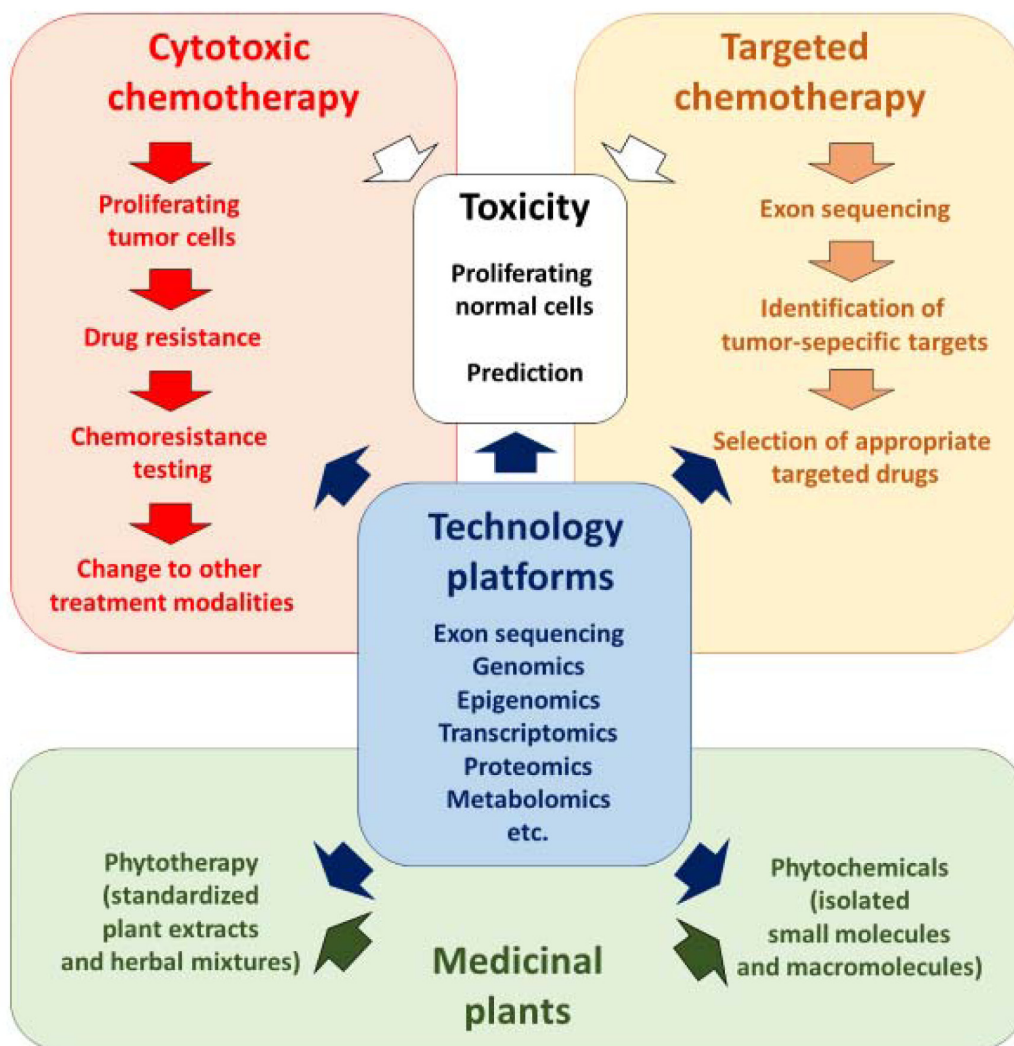 Cytotoxic
chemotherapy
Proliferating
tumor cells
Drug resistance
Chemoresistance
testing
Change to other
treatment modalities
Toxicity
Proliferating
normal cells
Prediction
Targeted
chemotherapy
Exon sequencing
Identification of
tumor-sepecific targets
Selection of appropriate
targeted drugs
Technology
platforms
Exon sequencing
Genomics
Epigenomics
Transcriptomics
Proteomics
Metabolomics
etc.
Phytotherapy
(standardized
plant extracts
and herbal mixtures)
Medicinal
plants
Phytochemicals
(isolated
small molecules
and macromolecules)